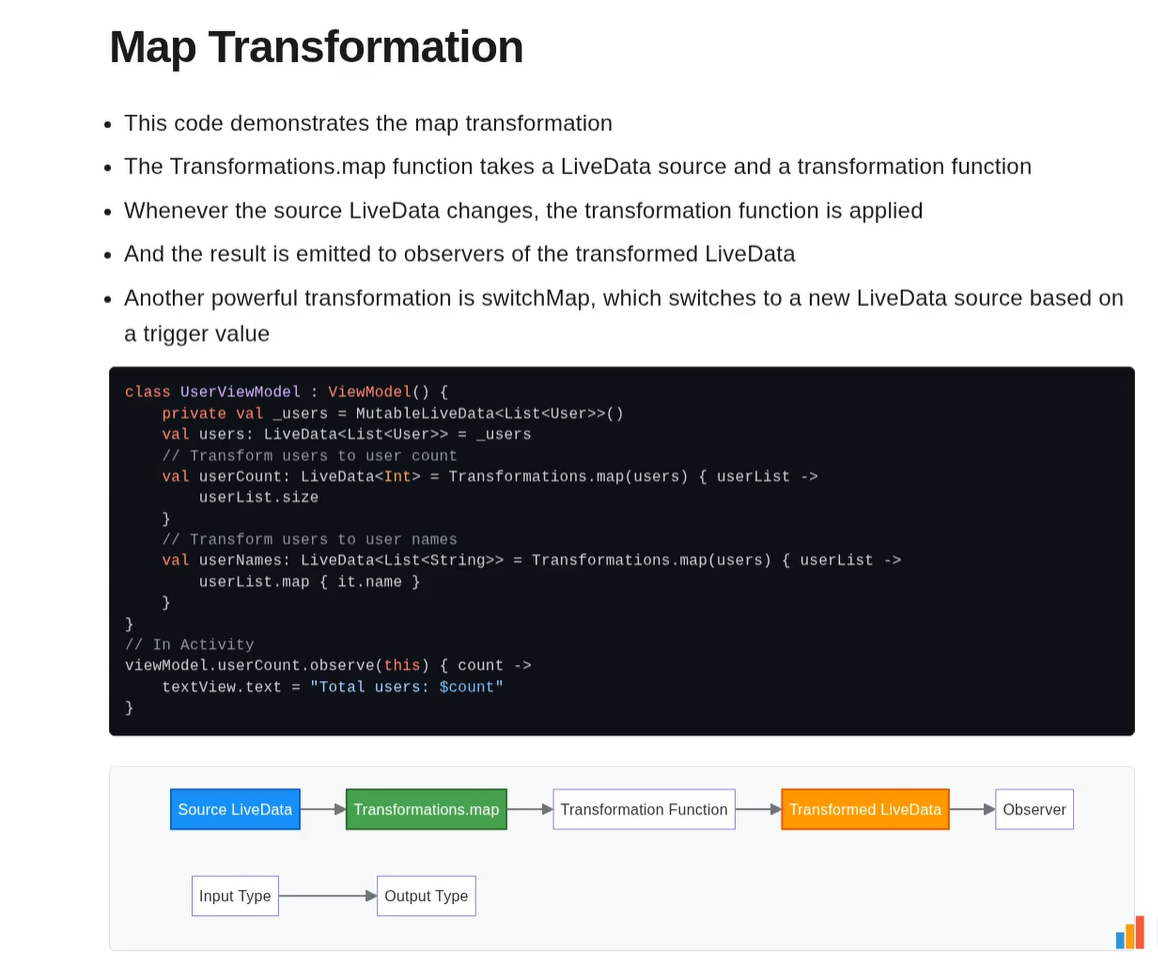 Map Transformation
• This code demonstrates the map transformation
• The Transformations.map function takes a LiveData source and a transformation function
• Whenever the source LiveData changes, the transformation function is applied
• And the result is emitted to observers of the transformed LiveData
• Another powerful transformation is switchMap, which switches to a new LiveData source based on
a trigger value
class UserViewModel : ViewModel() {
    private val _users = MutableLiveData<List<User>>()
    val users: LiveData<List<User>> = _users
    // Transform users to user count
    val userCount: LiveData<Int> = Transformations.map(users) { userList ->
        userList.size
    }
    // Transform users to user names
    val userNames: LiveData<List<String>> = Transformations.map(users) { userList ->
        userList.map { it.name }
    }
}
// In Activity
viewModel.userCount.observe(this) { count ->
    textView.text = "Total users: $count"
}
Source LiveData
Transformations.map
Transformation Function
Transformed LiveData
Observer
Input Type
Output Type